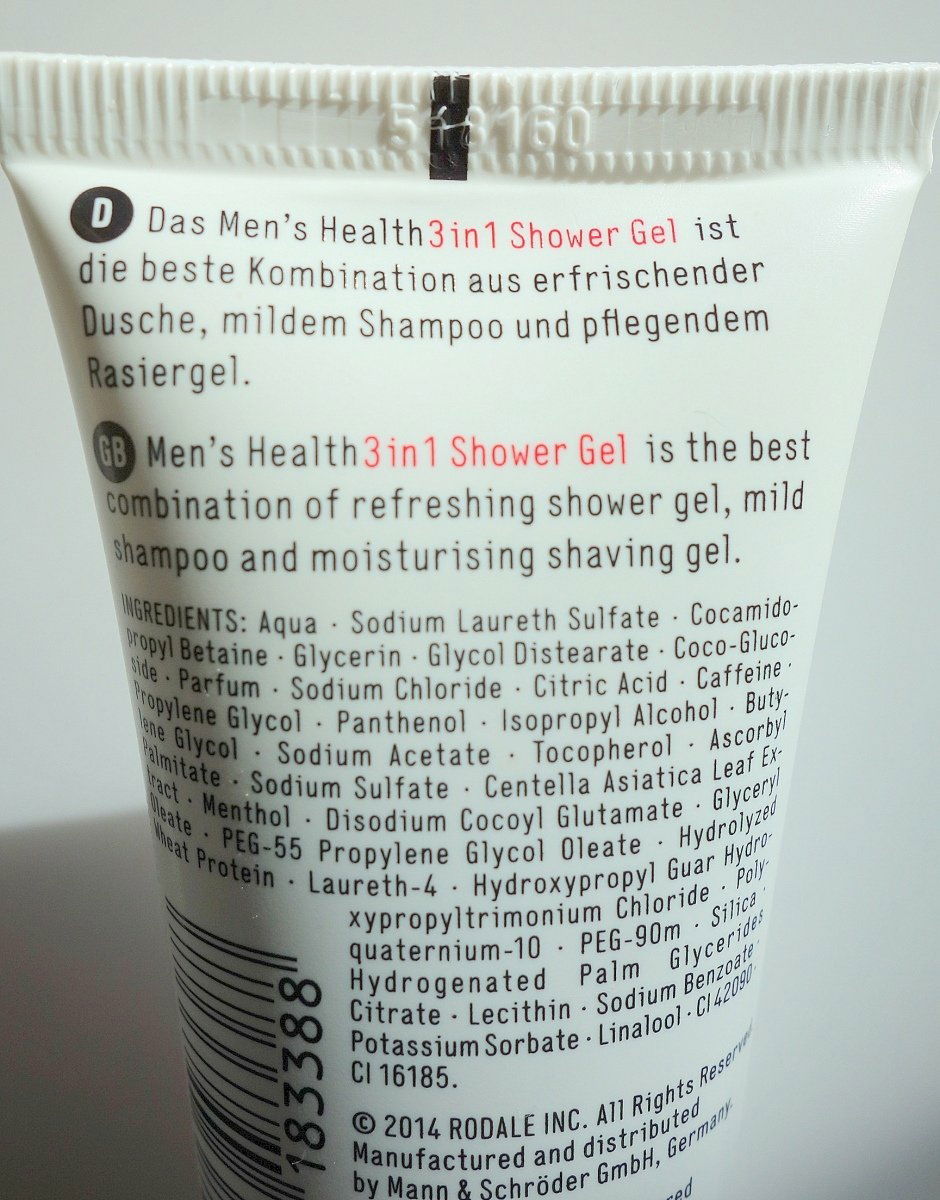 518160
D Das Men's Health 3in1 Shower Gel ist
die beste Kombination aus erfrischender
Dusche, mildem Shampoo und pflegendem
Rasiergel.
GB Men's Health 3in1 Shower Gel is the best
combination of refreshing shower gel, mild
shampoo and moisturising shaving gel.
INGREDIENTS: Aqua · Sodium Laureth Sulfate · Cocamido-
propyl Betaine · Glycerin · Glycol Distearate · Coco-Gluco-
side · Parfum · Sodium Chloride · Citric Acid · Caffeine ·
Propylene Glycol · Panthenol · Isopropyl Alcohol · Buty-
lene Glycol · Sodium Acetate · Tocopherol · Ascorbyl
Palmitate · Sodium Sulfate · Centella Asiatica Leaf Ex-
tract · Menthol · Disodium Cocoyl Glutamate · Glyceryl
Oleate · PEG-55 Propylene Glycol Oleate · Hydrolyzed
Wheat Protein · Laureth-4 · Hydroxypropyl Guar Hydro-
xypropyltrimonium Chloride · Poly-
quaternium-10 · PEG-90m · Silica ·
Hydrogenated Palm Glycerides
Citrate · Lecithin · Sodium Benzoate ·
Potassium Sorbate · Linalool · CI 42090 ·
CI 16185.
183388
© 2014 RODALE INC. All Rights Reserved.
Manufactured and distributed
by Mann & Schröder GmbH, Germany.